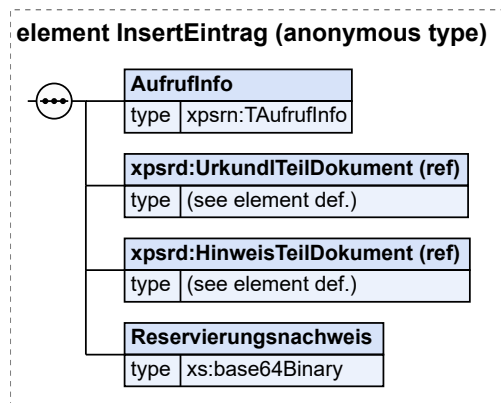 element InsertEintrag (anonymous type)
AufrufInfo
type xpsrn:TAufrufInfo
xpsrd:UrkundlTeilDokument (ref)
type (see element def.)
xpsrd:HinweisTeilDokument (ref)
type (see element def.)
Reservierungsnachweis
type xs:base64Binary